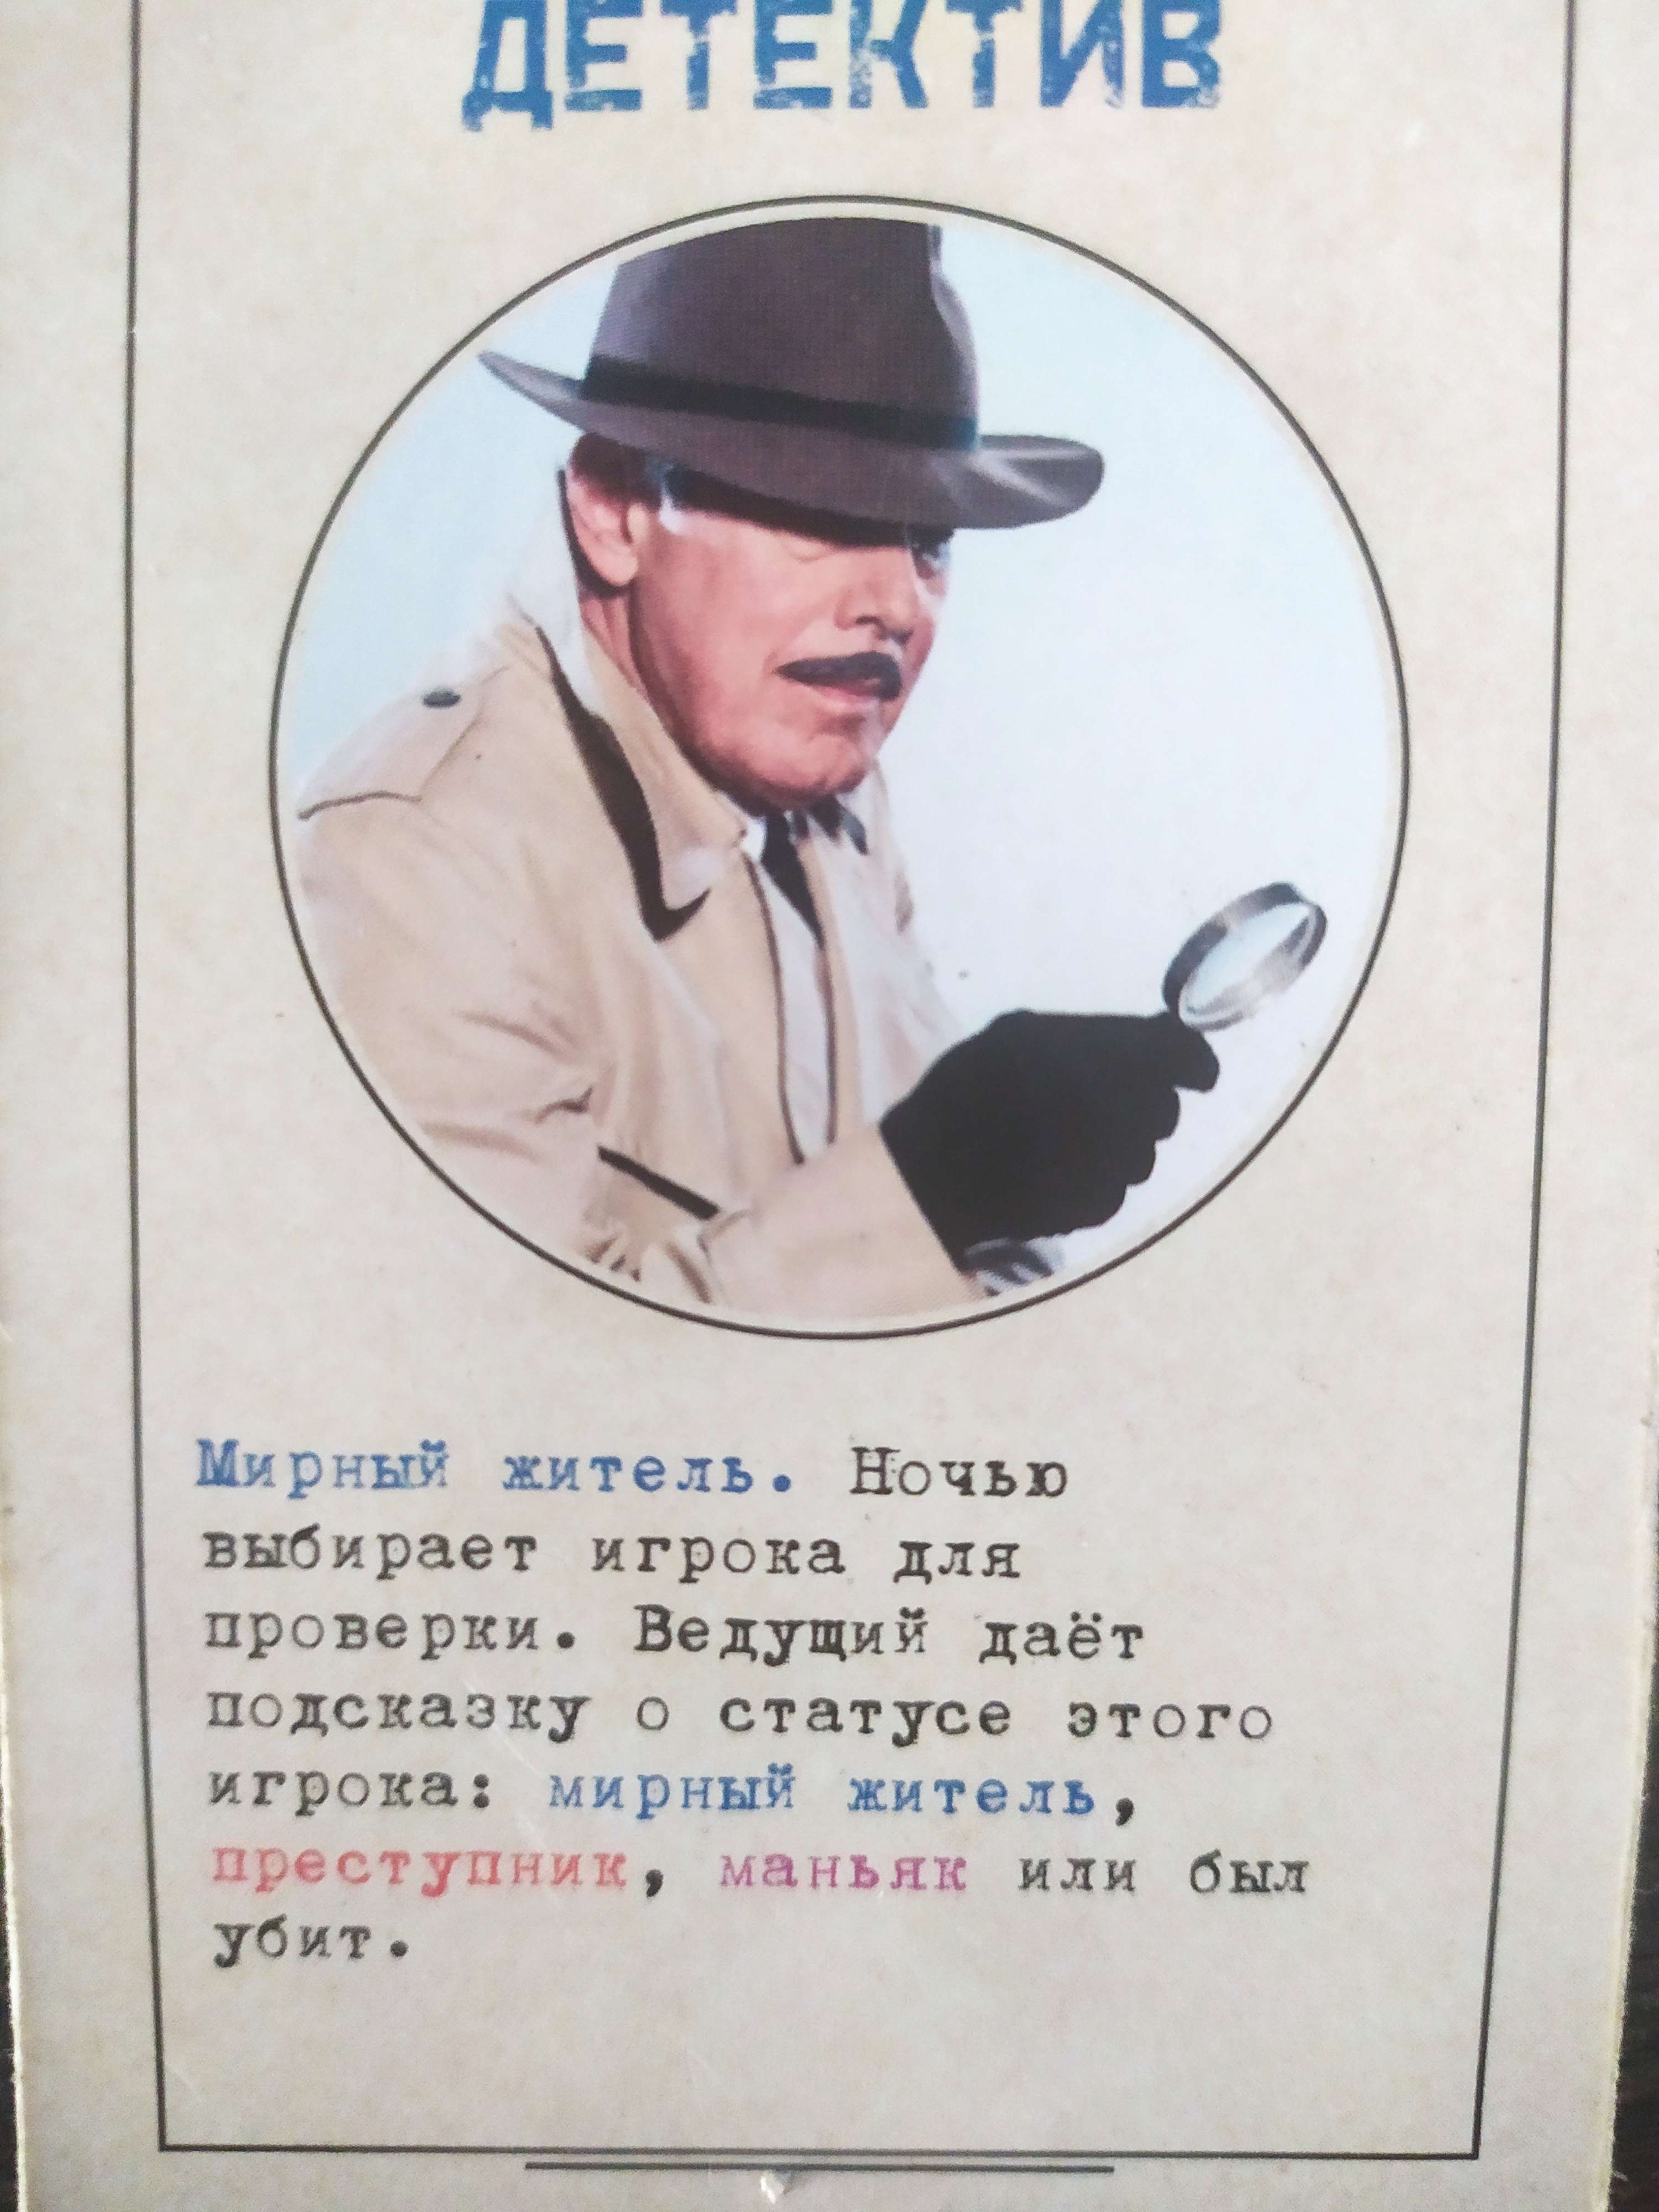 ДЕТЕКТИВ
Мирный житель. Ночью
выбирает игрока для
проверки. Ведущий даёт
подсказку о статусе этого
игрока: мирный житель,
преступник, маньяк или был
убит.